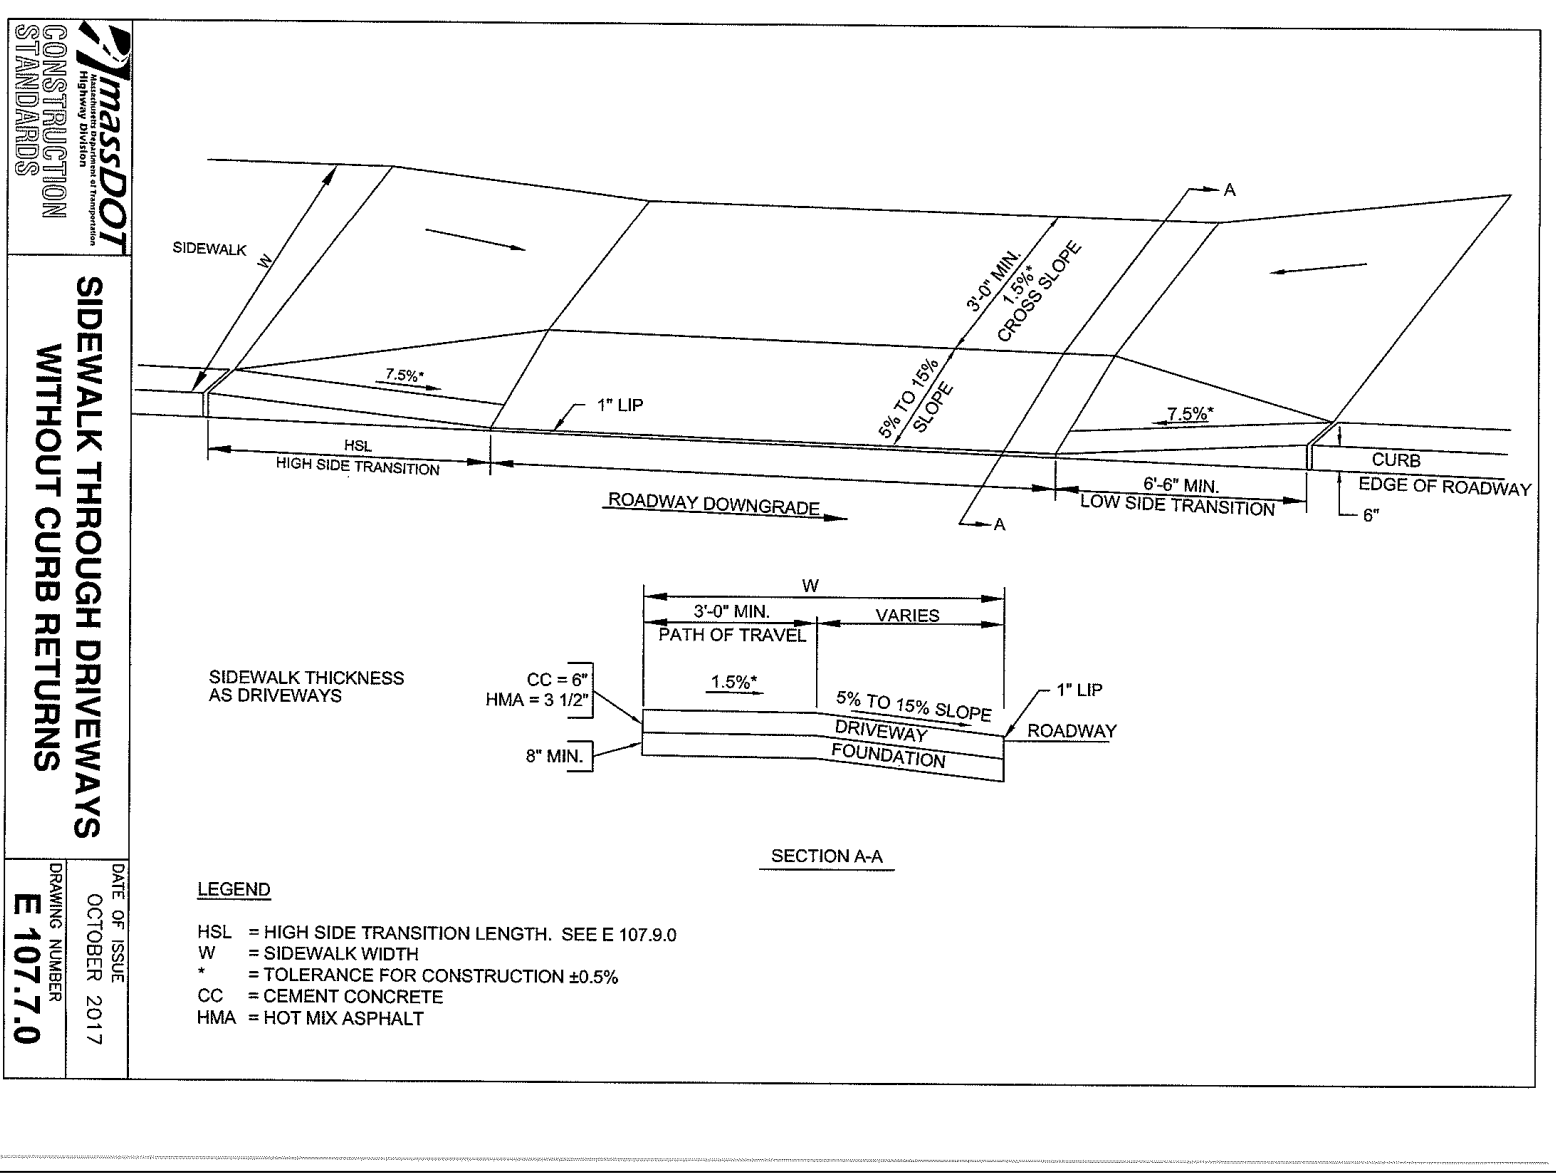 massDOT
Massachusetts Department of Transportation
Highway Division
CONSTRUCTION
STANDARDS
SIDEWALK THROUGH DRIVEWAYS
WITHOUT CURB RETURNS
DATE OF ISSUE
OCTOBER 2017
DRAWING NUMBER
E 107.7.0
A
SIDEWALK
W
3'-0" MIN.
1.5%*
CROSS SLOPE
7.5%*
1" LIP
5% TO 15%
SLOPE
7.5%*
HSL
HIGH SIDE TRANSITION
CURB
6'-6" MIN.
LOW SIDE TRANSITION
EDGE OF ROADWAY
ROADWAY DOWNGRADE
A
6"
W
3'-0" MIN.
VARIES
PATH OF TRAVEL
SIDEWALK THICKNESS
AS DRIVEWAYS
CC = 6"
HMA = 3 1/2"
1.5%*
5% TO 15% SLOPE
1" LIP
DRIVEWAY
ROADWAY
8" MIN.
FOUNDATION
SECTION A-A
LEGEND
HSL = HIGH SIDE TRANSITION LENGTH. SEE E 107.9.0
W = SIDEWALK WIDTH
* = TOLERANCE FOR CONSTRUCTION ±0.5%
CC = CEMENT CONCRETE
HMA = HOT MIX ASPHALT